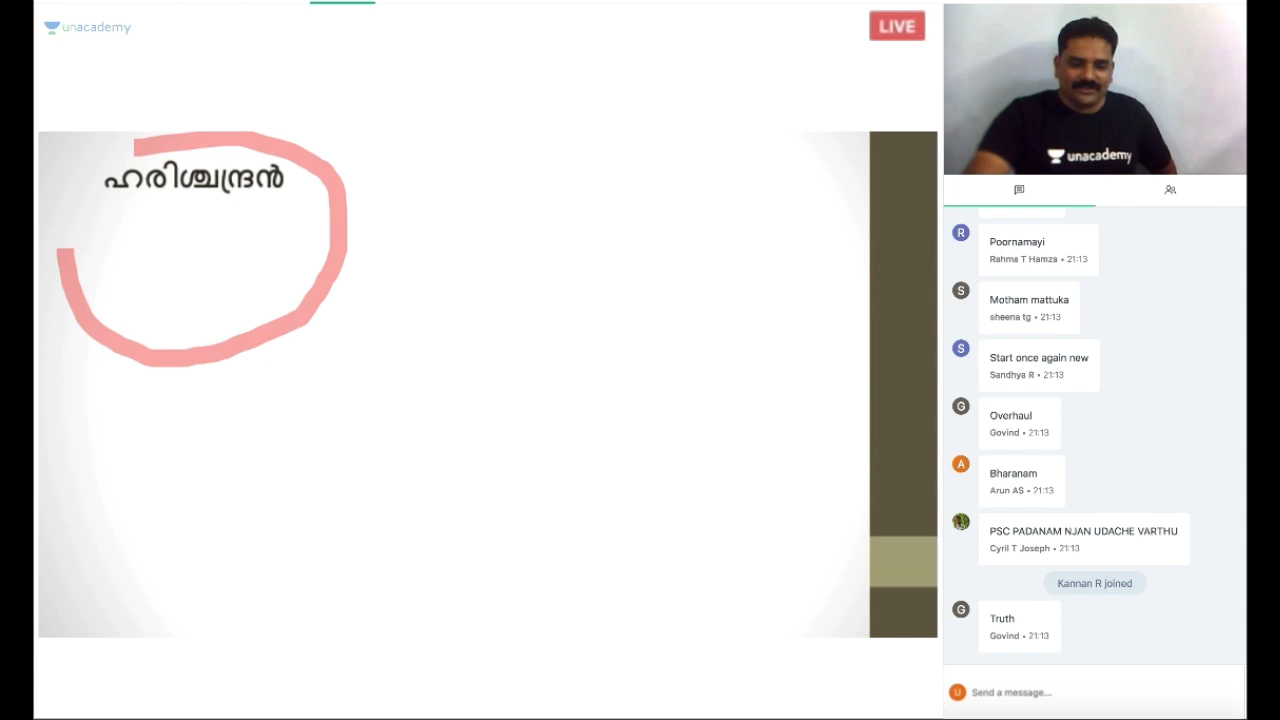 unacademy
LIVE
ഹരിശ്ചന്ദ്രൻ
unacademy
R
Poornamayi
Rahma T Hamza • 21:13
S
Motham mattuka
sheena tg • 21:13
S
Start once again new
Sandhya R • 21:13
G
Overhaul
Govind • 21:13
A
Bharanam
Arun AS • 21:13
PSC PADANAM NJAN UDACHE VARTHU
Cyril T Joseph • 21:13
Kannan R joined
G
Truth
Govind • 21:13
U
Send a message...